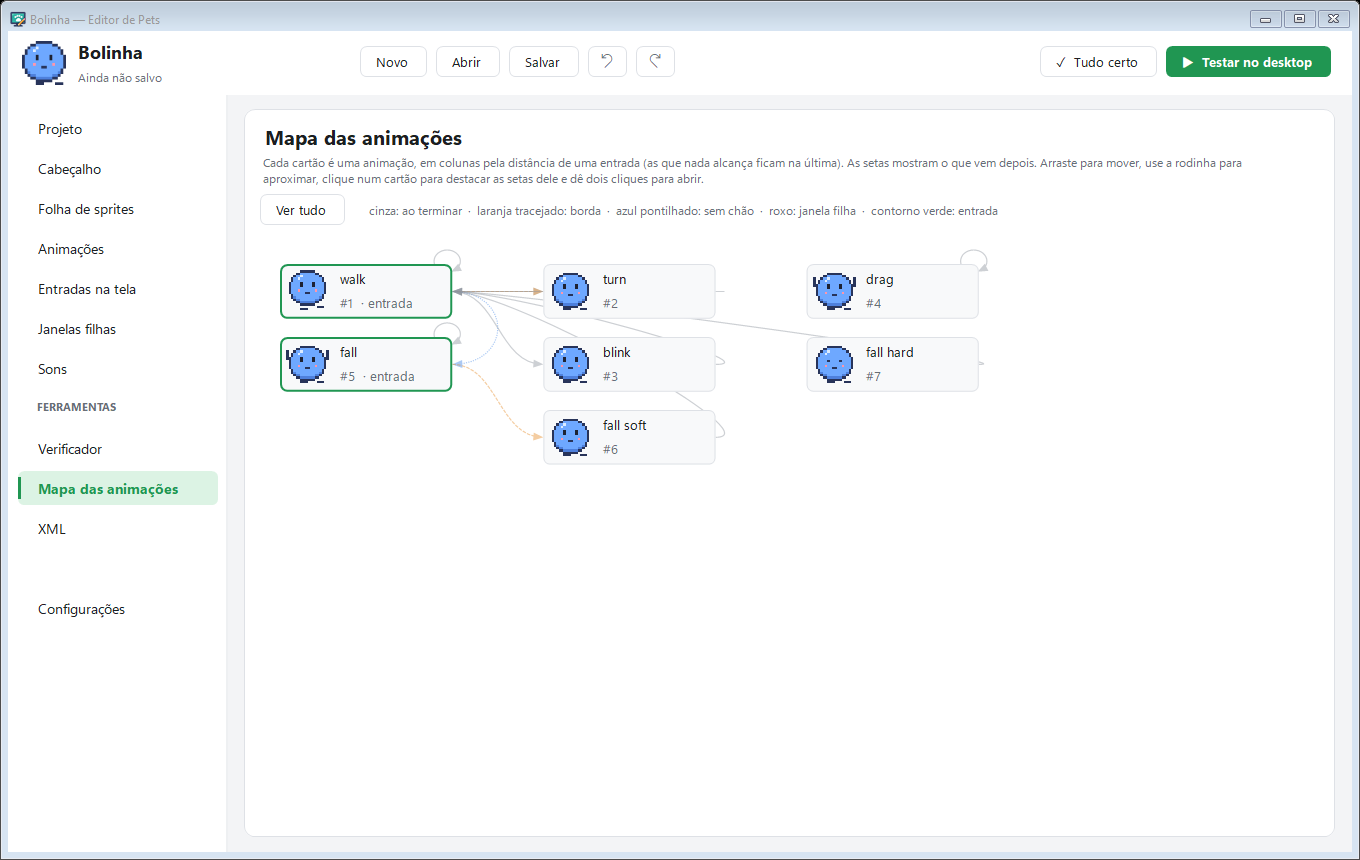 Bolinha — Editor de Pets
Bolinha
Ainda não salvo
Novo
Abrir
Salvar
✓ Tudo certo
▶ Testar no desktop
Projeto
Cabeçalho
Folha de sprites
Animações
Entradas na tela
Janelas filhas
Sons
FERRAMENTAS
Verificador
Mapa das animações
XML
Configurações
Mapa das animações
Cada cartão é uma animação, em colunas pela distância de uma entrada (as que nada alcança ficam na última). As setas mostram o que vem depois. Arraste para mover, use a rodinha para
aproximar, clique num cartão para destacar as setas dele e dê dois cliques para abrir.
Ver tudo
cinza: ao terminar · laranja tracejado: borda · azul pontilhado: sem chão · roxo: janela filha · contorno verde: entrada
walk
#1 · entrada
turn
#2
drag
#4
fall
#5 · entrada
blink
#3
fall hard
#7
fall soft
#6